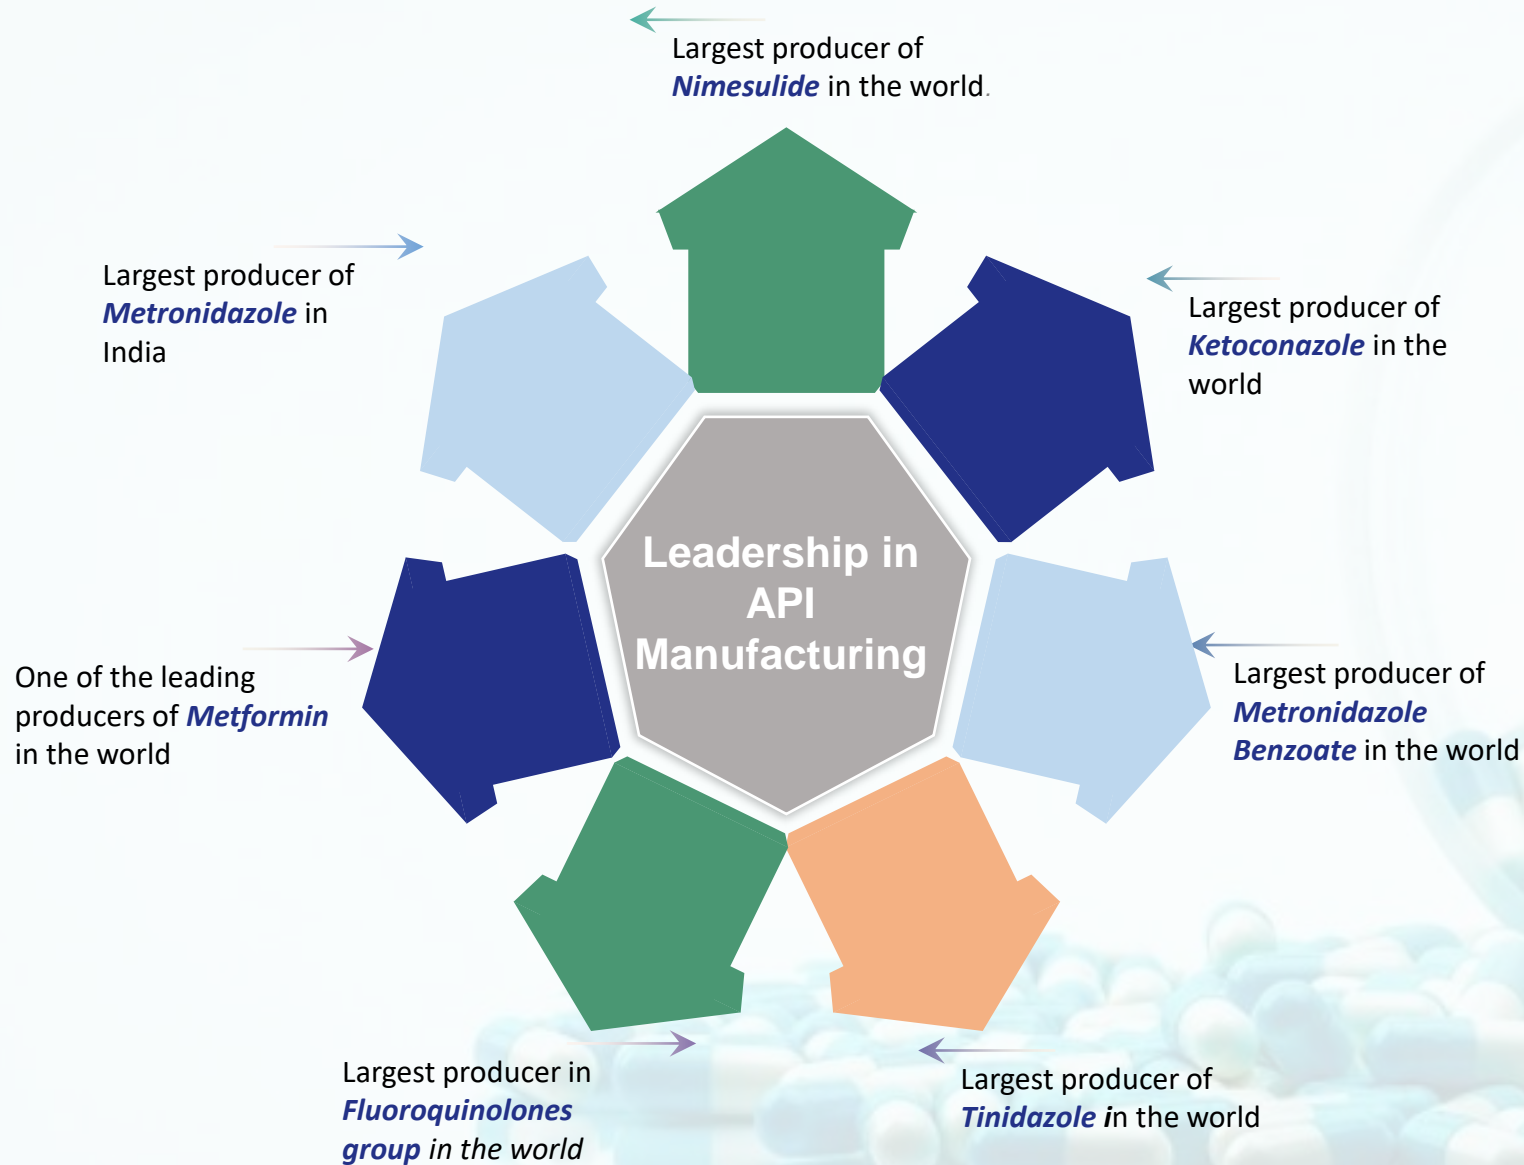 Largest producer of
Nimesulide in the world.
Largest producer of
Metronidazole in
India
Largest producer of
Ketoconazole in the
world
Leadership in
API
Manufacturing
One of the leading
producers of Metformin
in the world
Largest producer of
Metronidazole
Benzoate in the world
Largest producer in
Fluoroquinolones
group in the world
Largest producer of
Tinidazole in the world